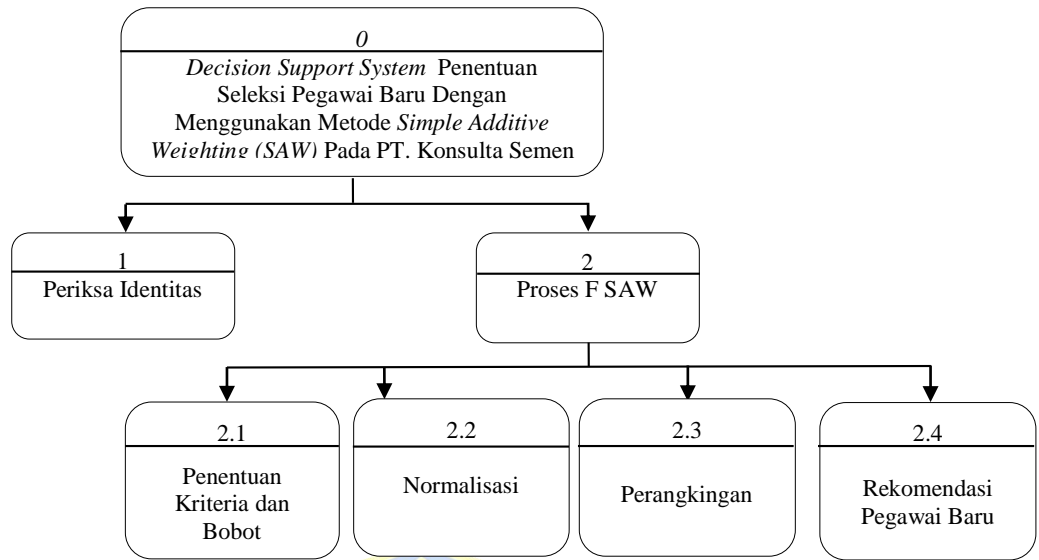 0
Decision Support System Penentuan
Seleksi Pegawai Baru Dengan
Menggunakan Metode Simple Additive
Weighting (SAW) Pada PT. Konsulta Semen
1
Periksa Identitas
2
Proses F SAW
2.1
Penentuan
Kriteria dan
Bobot
2.2
Normalisasi
2.3
Perangkingan
2.4
Rekomendasi
Pegawai Baru